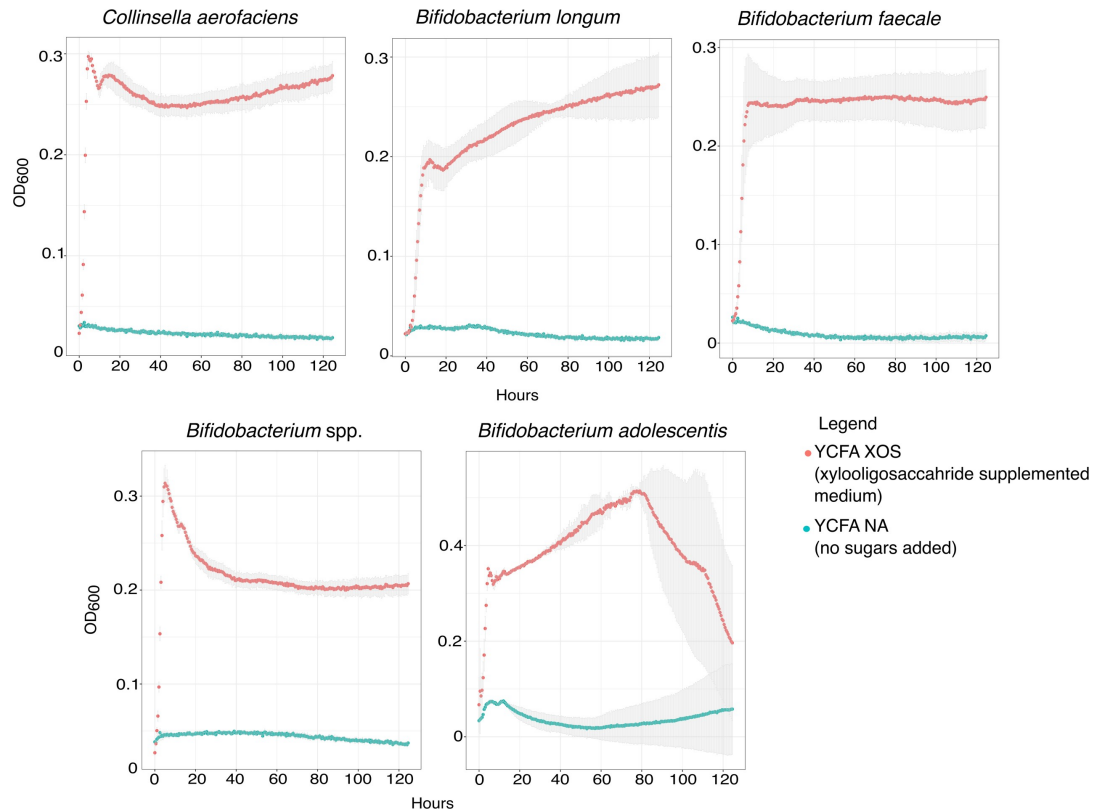 Collinsella aerofaciens
Bifidobacterium longum
Bifidobacterium faecale
OD600
0.3
0.2
0.1
0
0 20 40 60 80 100 120
0.3
0.2
0.1
0
0 20 40 60 80 100 120
0.3
0.2
0.1
0
0 20 40 60 80 100 120
Hours
Bifidobacterium spp.
Bifidobacterium adolescentis
OD600
0.3
0.2
0.1
0
0 20 40 60 80 100 120
0.4
0.2
0
0 20 40 60 80 100 120
Hours
Legend
YCFA XOS
(xylooligosaccahride supplemented
medium)
YCFA NA
(no sugars added)